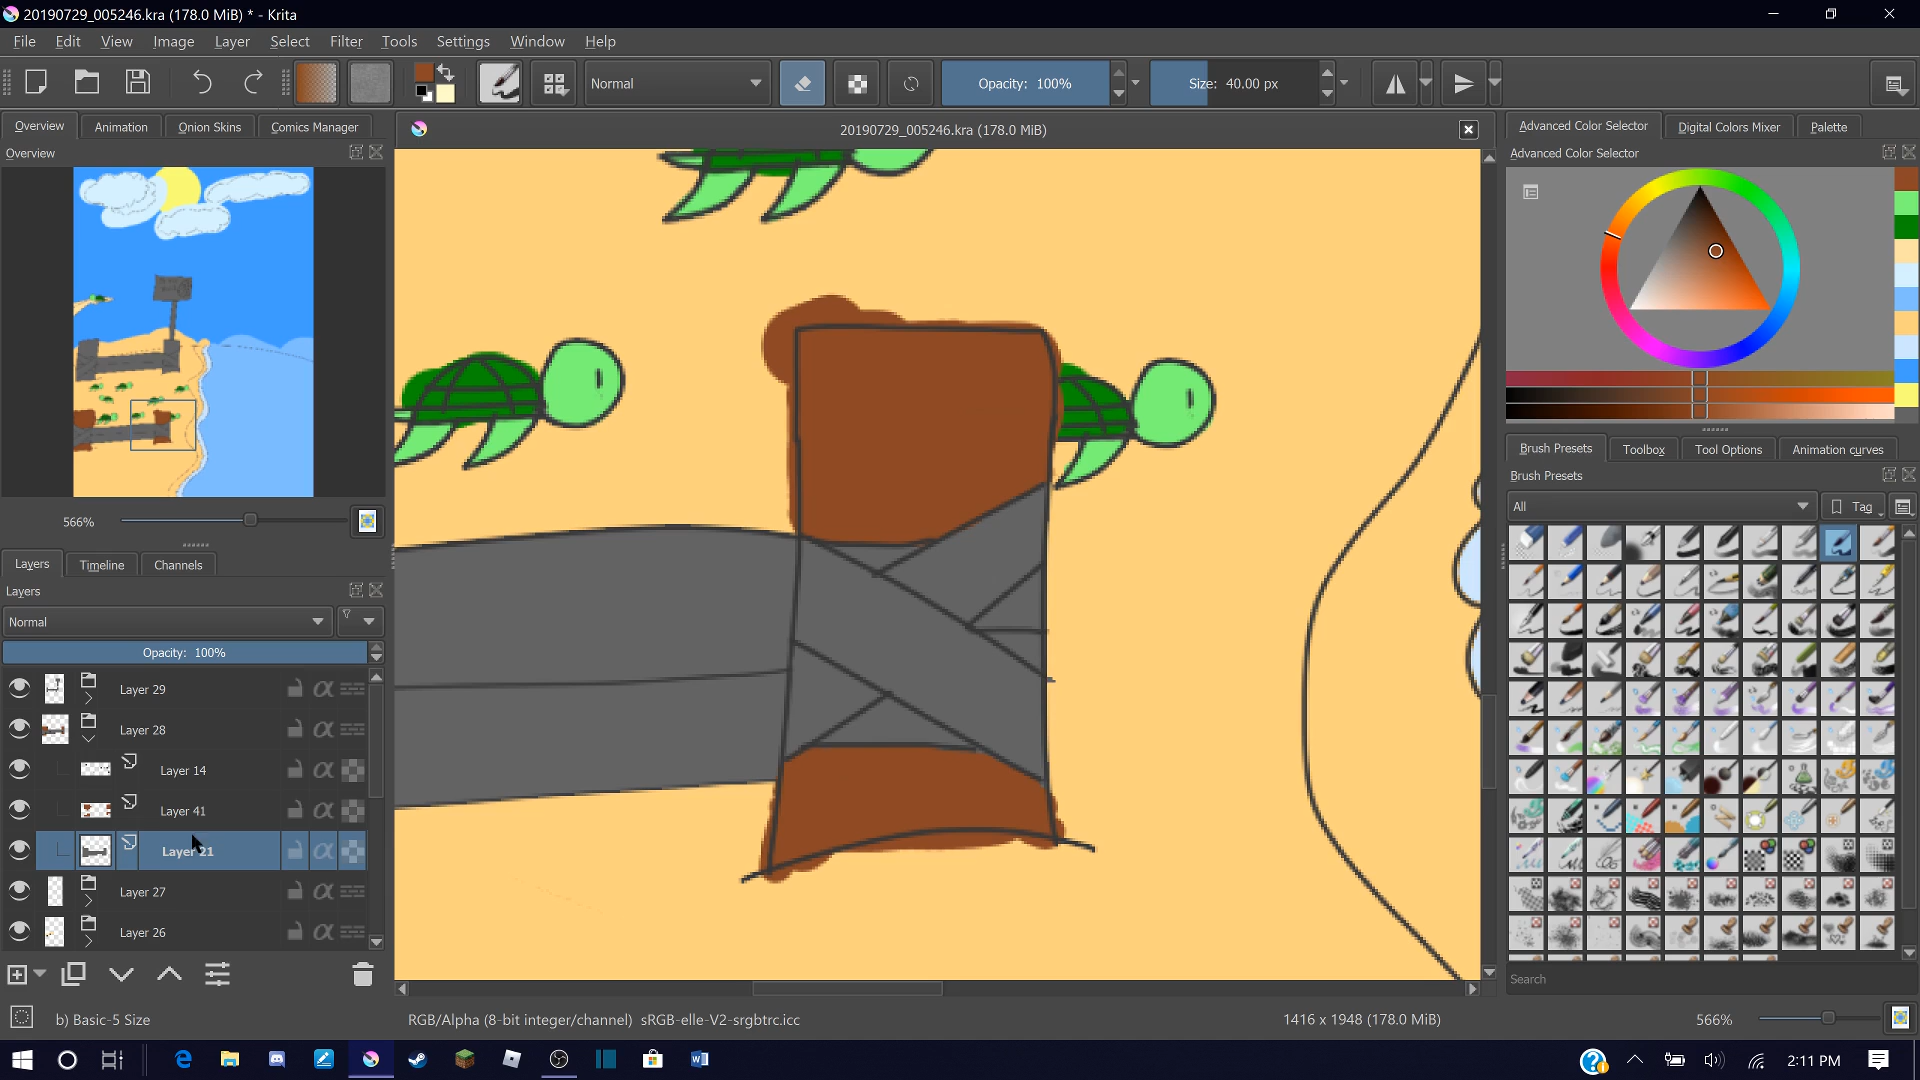 20190729_005246.kra (178.0 MiB) * - Krita
File Edit View Image Layer Select Filter Tools Settings Window Help
Normal
Opacity: 100%
Size: 40.00 px
Overview Animation Onion Skins Comics Manager
20190729_005246.kra (178.0 MiB)
Advanced Color Selector Digital Colors Mixer Palette
Overview
Advanced Color Selector
566%
Brush Presets Toolbox Tool Options Animation curves
Brush Presets
All
Tag
Layers Timeline Channels
Layers
Normal
Opacity: 100%
Layer 29
Layer 28
Layer 14
Layer 41
Layer 21
Layer 27
Layer 26
Search
b) Basic-5 Size
RGB/Alpha (8-bit integer/channel) sRGB-elle-V2-srgbtrc.icc
1416 x 1948 (178.0 MiB)
566%
2:11 PM